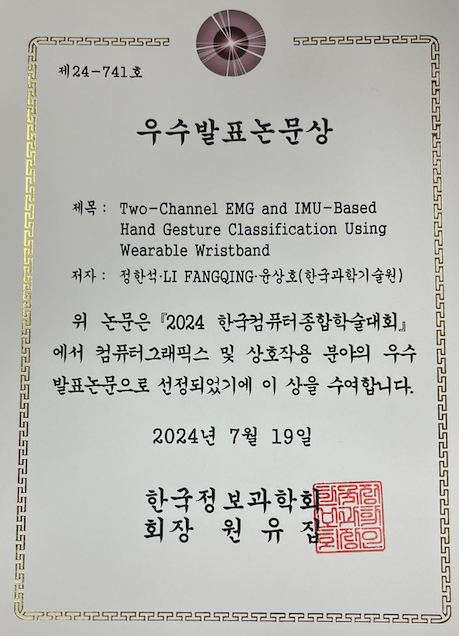 제24-741호
우수발표논문상
제목 : Two-Channel EMG and IMU-Based
Hand Gesture Classification Using
Wearable Wristband
저자 : 정한석·LI FANGQING·윤상호(한국과학기술원)
위 논문은 『2024 한국컴퓨터종합학술대회』
에서 컴퓨터그래픽스 및 상호작용 분야의 우수
발표논문으로 선정되었기에 이 상을 수여합니다.
2024년 7월 19일
한국정보과학회
회장 원유집